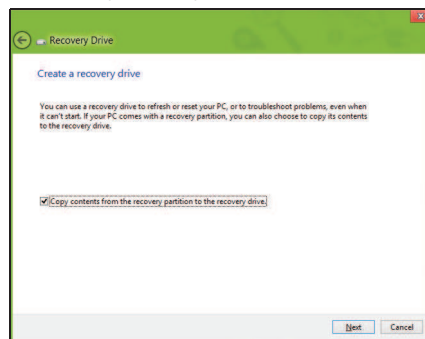 Recovery Drive
Create a recovery drive
You can use a recovery drive to refresh or reset your PC, or to troubleshoot problems, even when
it can't start. If your PC comes with a recovery partition, you can also choose to copy its contents
to the recovery drive.
Copy contents from the recovery partition to the recovery drive.
Next Cancel